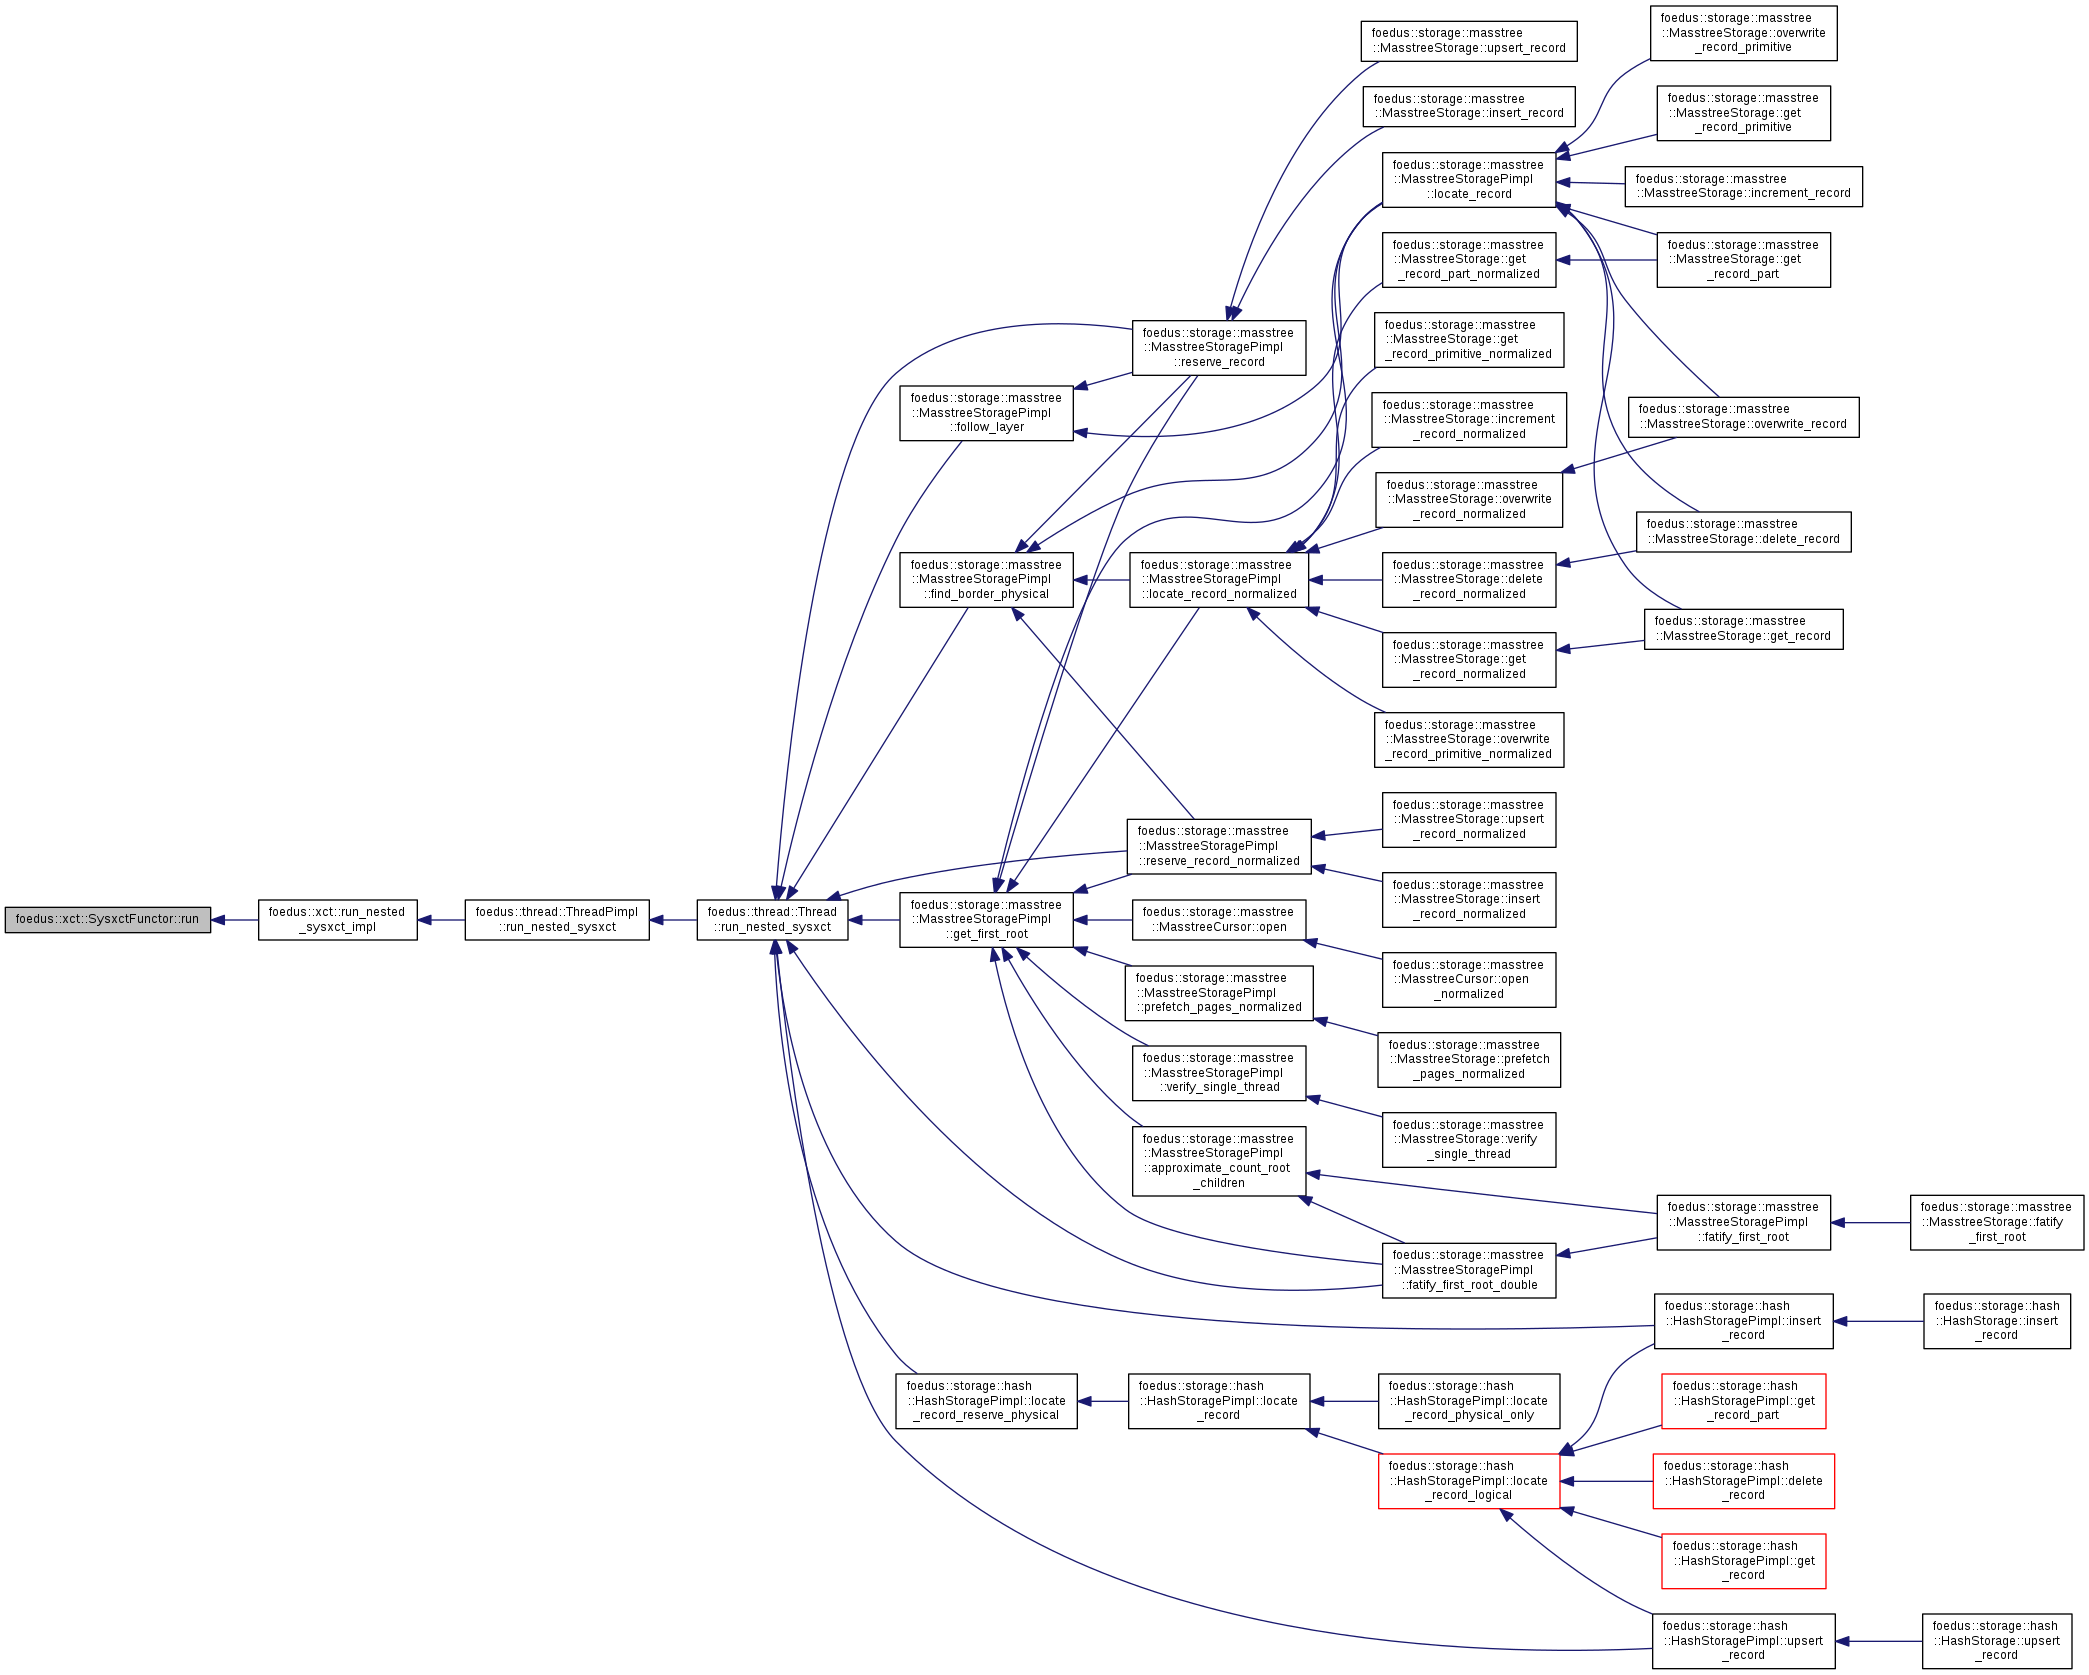 foedus::xct::SysxctFunctor::run
foedus::xct::run_nested
_sysxct_impl
foedus::thread::ThreadPimpl
::run_nested_sysxct
foedus::thread::Thread
::run_nested_sysxct
foedus::storage::masstree
::MasstreeStoragePimpl
::follow_layer
foedus::storage::masstree
::MasstreeStoragePimpl
::find_border_physical
foedus::storage::masstree
::MasstreeStoragePimpl
::get_first_root
foedus::storage::hash
::HashStoragePimpl::locate
_record_reserve_physical
foedus::storage::masstree
::MasstreeStoragePimpl
::reserve_record
foedus::storage::masstree
::MasstreeStoragePimpl
::locate_record_normalized
foedus::storage::masstree
::MasstreeStoragePimpl
::reserve_record_normalized
foedus::storage::masstree
::MasstreeCursor::open
foedus::storage::masstree
::MasstreeStoragePimpl
::prefetch_pages_normalized
foedus::storage::masstree
::MasstreeStoragePimpl
::verify_single_thread
foedus::storage::masstree
::MasstreeStoragePimpl
::approximate_count_root
_children
foedus::storage::hash
::HashStoragePimpl::locate
_record
foedus::storage::masstree
::MasstreeStorage::upsert_record
foedus::storage::masstree
::MasstreeStorage::insert_record
foedus::storage::masstree
::MasstreeStoragePimpl
::locate_record
foedus::storage::masstree
::MasstreeStorage::get
_record_part_normalized
foedus::storage::masstree
::MasstreeStorage::get
_record_primitive_normalized
foedus::storage::masstree
::MasstreeStorage::increment
_record_normalized
foedus::storage::masstree
::MasstreeStorage::overwrite
_record_normalized
foedus::storage::masstree
::MasstreeStorage::delete
_record_normalized
foedus::storage::masstree
::MasstreeStorage::get
_record_normalized
foedus::storage::masstree
::MasstreeStorage::overwrite
_record_primitive_normalized
foedus::storage::masstree
::MasstreeStorage::upsert
_record_normalized
foedus::storage::masstree
::MasstreeStorage::insert
_record_normalized
foedus::storage::masstree
::MasstreeCursor::open
_normalized
foedus::storage::masstree
::MasstreeStorage::prefetch
_pages_normalized
foedus::storage::masstree
::MasstreeStorage::verify
_single_thread
foedus::storage::masstree
::MasstreeStoragePimpl
::fatify_first_root_double
foedus::storage::hash
::HashStoragePimpl::locate
_record_physical_only
foedus::storage::hash
::HashStoragePimpl::locate
_record_logical
foedus::storage::masstree
::MasstreeStorage::overwrite
_record_primitive
foedus::storage::masstree
::MasstreeStorage::get
_record_primitive
foedus::storage::masstree
::MasstreeStorage::increment_record
foedus::storage::masstree
::MasstreeStorage::get
_record_part
foedus::storage::masstree
::MasstreeStorage::overwrite_record
foedus::storage::masstree
::MasstreeStorage::delete_record
foedus::storage::masstree
::MasstreeStorage::get_record
foedus::storage::masstree
::MasstreeStoragePimpl
::fatify_first_root
foedus::storage::hash
::HashStoragePimpl::insert
_record
foedus::storage::hash
::HashStoragePimpl::get
_record_part
foedus::storage::hash
::HashStoragePimpl::delete
_record
foedus::storage::hash
::HashStoragePimpl::get
_record
foedus::storage::hash
::HashStoragePimpl::upsert
_record
foedus::storage::masstree
::MasstreeStorage::fatify
_first_root
foedus::storage::hash
::HashStorage::insert
_record
foedus::storage::hash
::HashStorage::upsert
_record